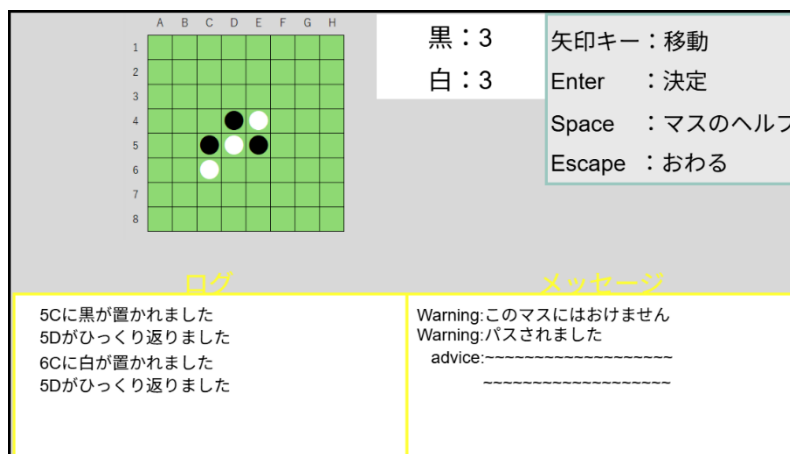 A B C D E F G H
1
2
3
4
5
6
7
8
黒：3
白：3
矢印キー：移動
Enter ：決定
Space ：マスのヘルプ
Escape ：おわる
ログ
5Cに黒が置かれました
5Dがひっくり返りました
6Cに白が置かれました
5Dがひっくり返りました
メッセージ
Warning:このマスにはおけません
Warning:パスされました
advice:~~~~~~~~~~~~~~~~~~~
~~~~~~~~~~~~~~~~~~~